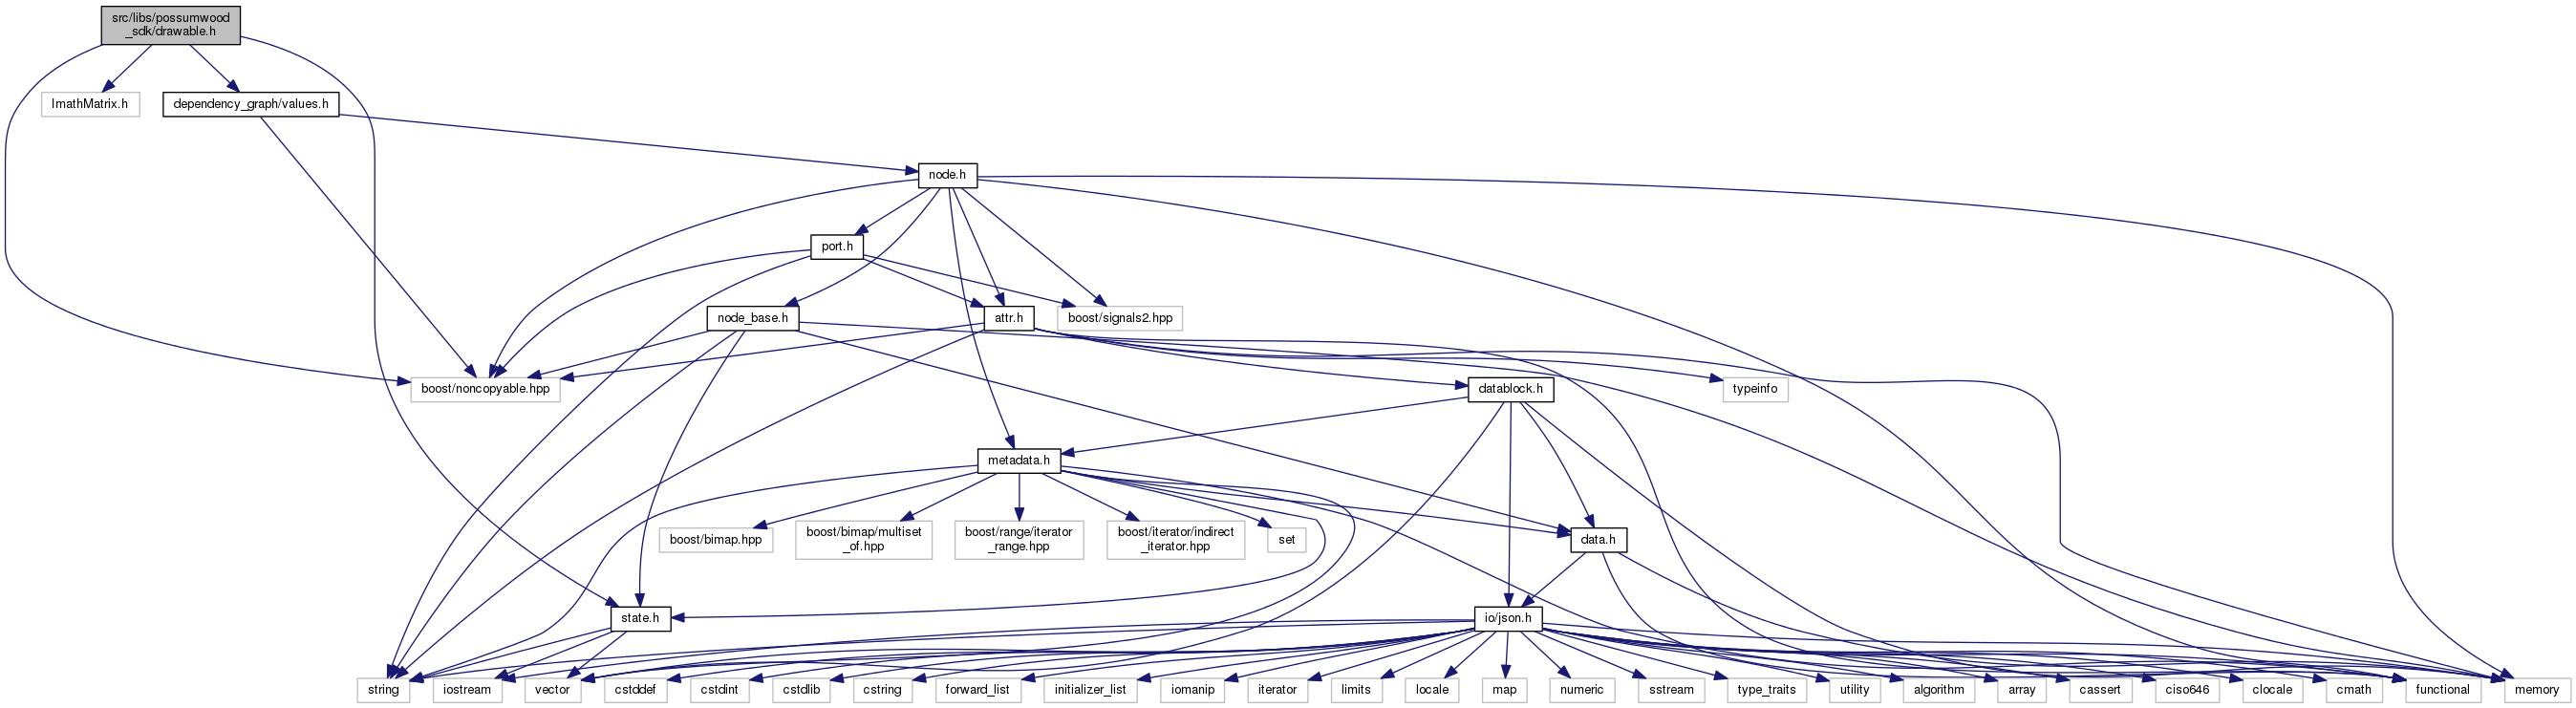 src/libs/possumwood
_sdk/drawable.h
ImathMatrix.h
dependency_graph/values.h
node.h
port.h
node_base.h
attr.h
boost/signals2.hpp
boost/noncopyable.hpp
datablock.h
typeinfo
metadata.h
boost/bimap.hpp
boost/bimap/multiset
_of.hpp
boost/range/iterator
_range.hpp
boost/iterator/indirect
_iterator.hpp
set
data.h
state.h
io/json.h
string
iostream
vector
cstddef
cstdint
cstdlib
cstring
forward_list
initializer_list
iomanip
iterator
limits
locale
map
numeric
sstream
type_traits
utility
algorithm
array
cassert
ciso646
clocale
cmath
functional
memory